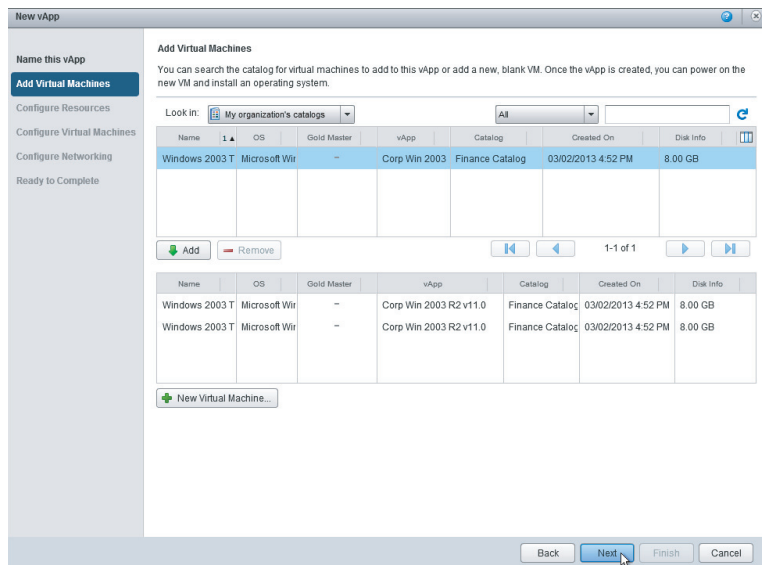 New vApp
Name this vApp
Add Virtual Machines
Configure Resources
Configure Virtual Machines
Configure Networking
Ready to Complete
Add Virtual Machines
You can search the catalog for virtual machines to add to this vApp or add a new, blank VM. Once the vApp is created, you can power on the
new VM and install an operating system.
Look in: My organization's catalogs All
Name 1 ▲ OS Gold Master vApp Catalog Created On Disk Info
Windows 2003 T Microsoft Wir – Corp Win 2003 Finance Catalog 03/02/2013 4:52 PM 8.00 GB
Add Remove 1-1 of 1
Name OS Gold Master vApp Catalog Created On Disk Info
Windows 2003 T Microsoft Wir – Corp Win 2003 R2 v11.0 Finance Catalog 03/02/2013 4:52 PM 8.00 GB
Windows 2003 T Microsoft Wir – Corp Win 2003 R2 v11.0 Finance Catalog 03/02/2013 4:52 PM 8.00 GB
New Virtual Machine...
Back Next Finish Cancel